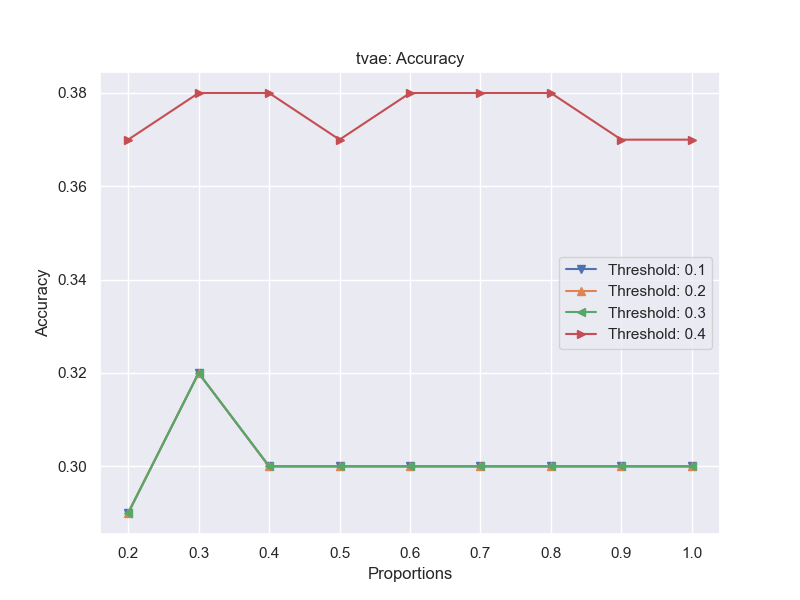 tvae: Accuracy
0.38
0.36
0.34
0.32
0.30
Accuracy
Threshold: 0.1
Threshold: 0.2
Threshold: 0.3
Threshold: 0.4
0.2 0.3 0.4 0.5 0.6 0.7 0.8 0.9 1.0
Proportions